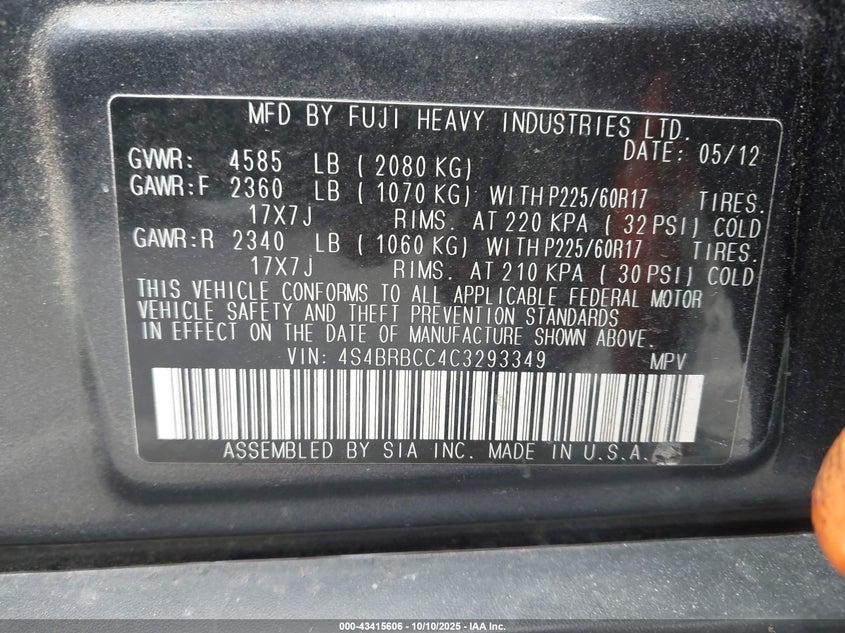 MFD BY FUJI HEAVY INDUSTRIES LTD.
DATE: 05/12
GVWR: 4585 LB ( 2080 KG)
GAWR:F 2360 LB ( 1070 KG) WITH P225/60R17 TIRES.
17X7J RIMS. AT 220 KPA ( 32 PSI) COLD
GAWR:R 2340 LB ( 1060 KG) WITH P225/60R17 TIRES.
17X7J RIMS. AT 210 KPA ( 30 PSI) COLD
THIS VEHICLE CONFORMS TO ALL APPLICABLE FEDERAL MOTOR
VEHICLE SAFETY AND THEFT PREVENTION STANDARDS
IN EFFECT ON THE DATE OF MANUFACTURE SHOWN ABOVE.
VIN: 4S4BRBCC4C3293349 MPV
ASSEMBLED BY SIA INC. MADE IN U.S.A.
000-43415606 - 10/10/2025 - IAA Inc.